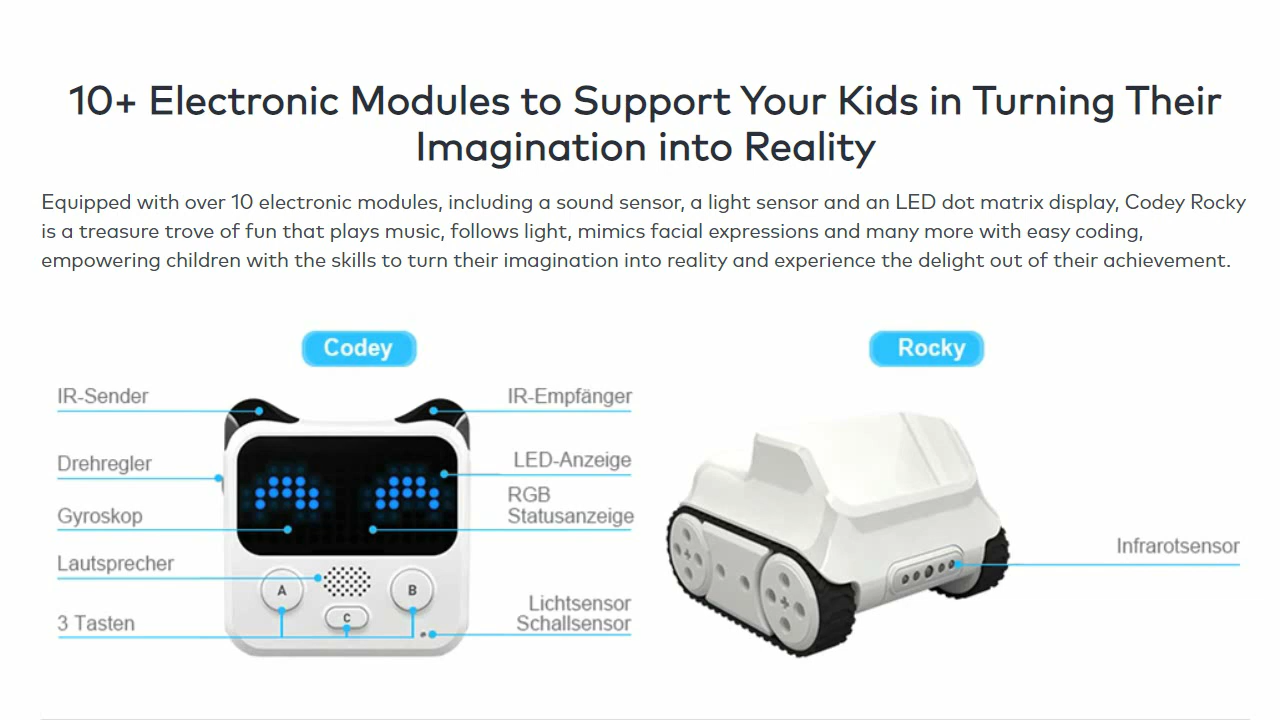 10+ Electronic Modules to Support Your Kids in Turning Their
Imagination into Reality
Equipped with over 10 electronic modules, including a sound sensor, a light sensor and an LED dot matrix display, Codey Rocky
is a treasure trove of fun that plays music, follows light, mimics facial expressions and many more with easy coding,
empowering children with the skills to turn their imagination into reality and experience the delight out of their achievement.
Codey
Rocky
IR-Sender
IR-Empfänger
Drehregler
LED-Anzeige
RGB
Statusanzeige
Gyroskop
Infrarotsensor
Lautsprecher
A
B
C
Lichtsensor
Schallsensor
3 Tasten